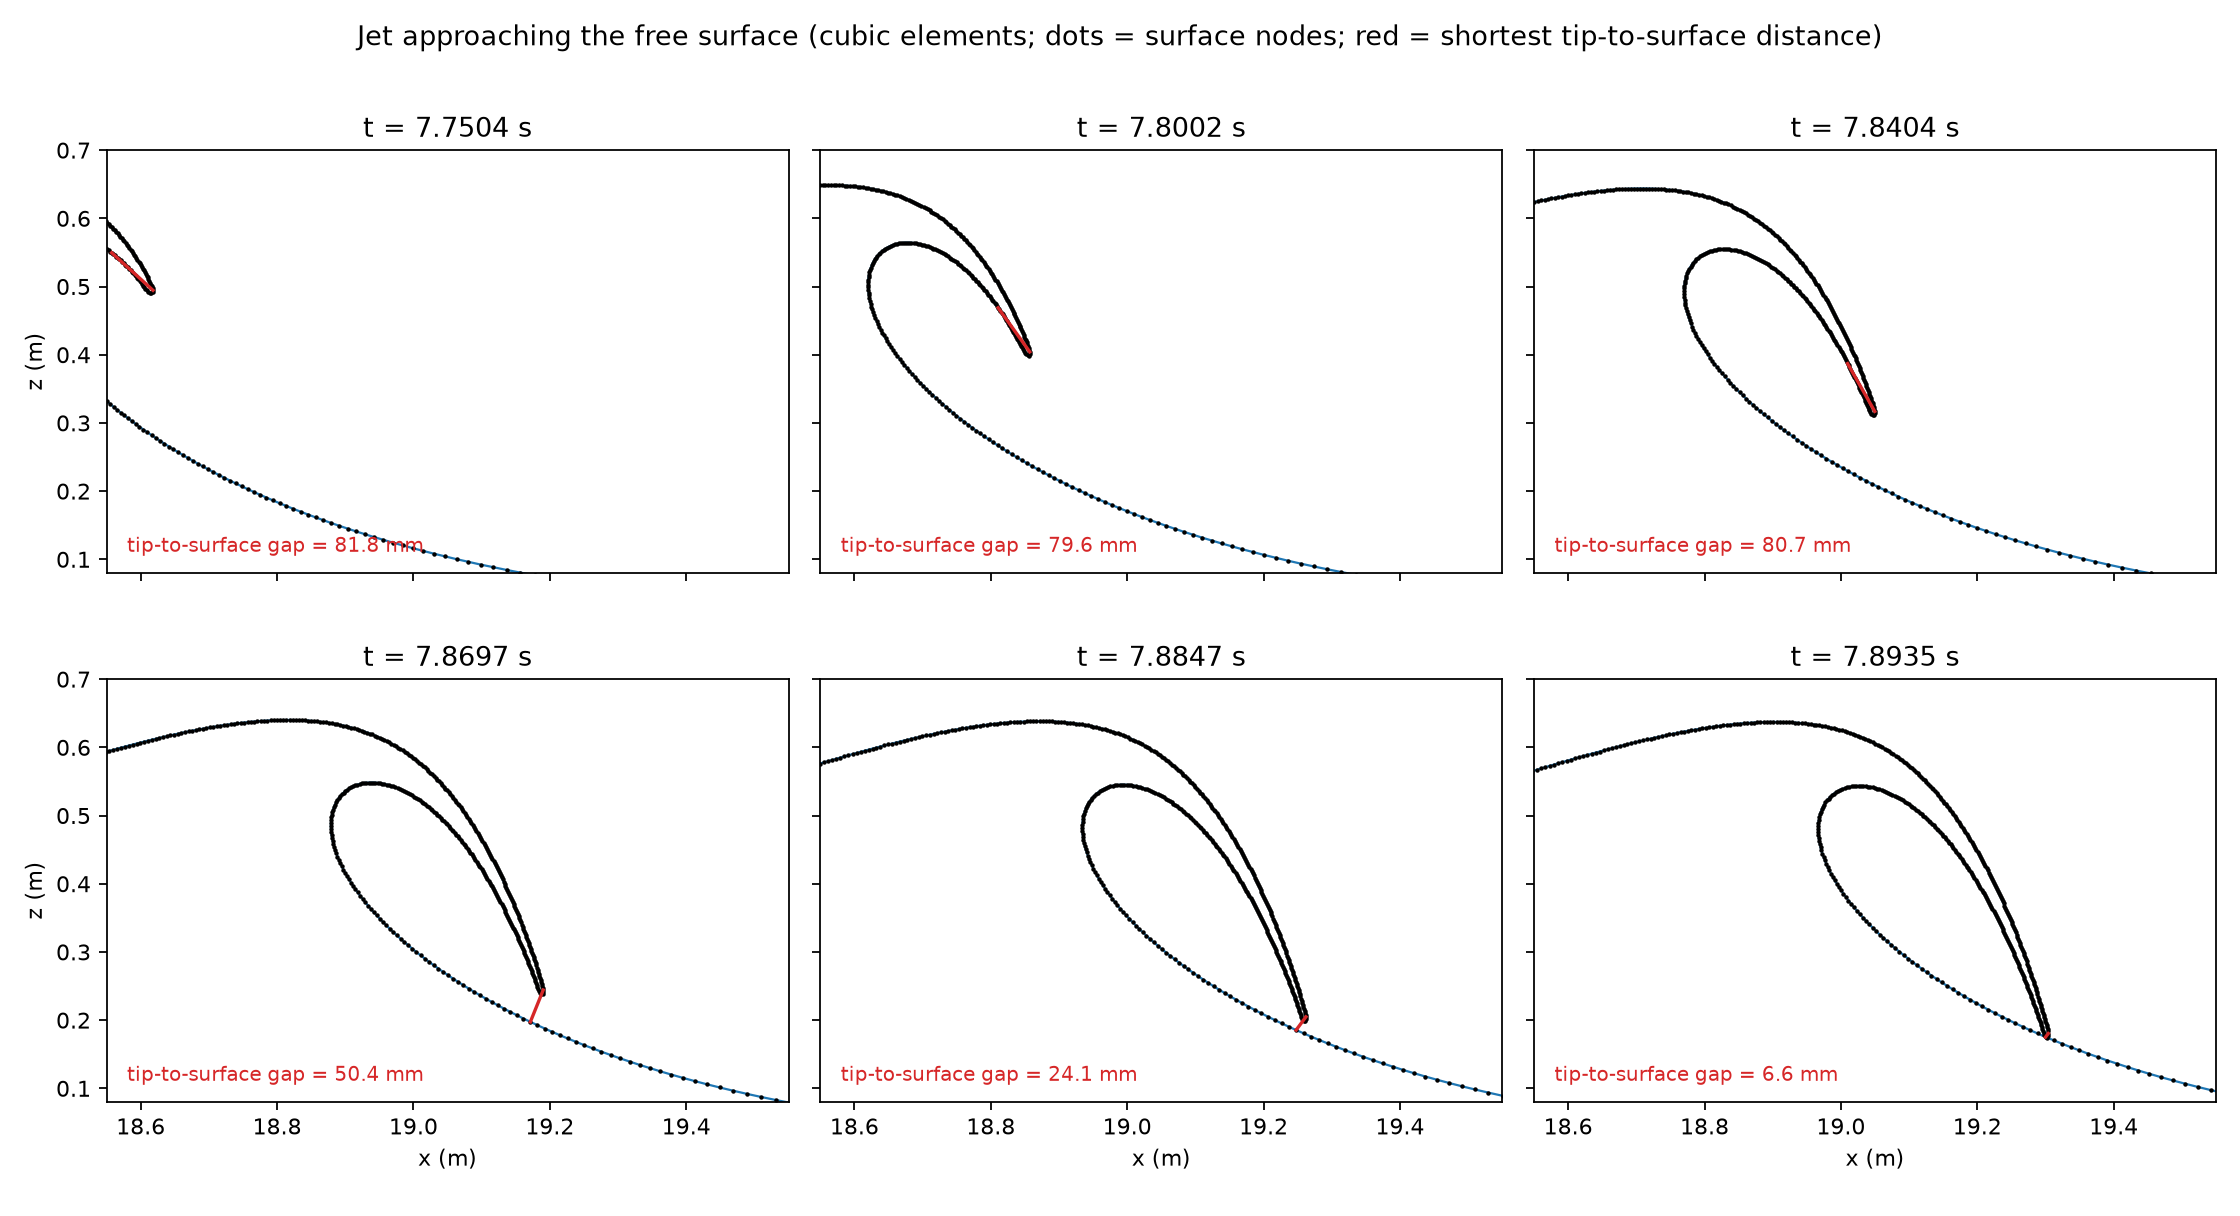 Jet approaching the free surface (cubic elements; dots = surface nodes; red = shortest tip-to-surface distance)
t = 7.7504 s
t = 7.8002 s
t = 7.8404 s
0.7
0.6
0.5
0.4
0.3
0.2
0.1
z (m)
tip-to-surface gap = 81.8 mm
tip-to-surface gap = 79.6 mm
tip-to-surface gap = 80.7 mm
t = 7.8697 s
t = 7.8847 s
t = 7.8935 s
0.7
0.6
0.5
0.4
0.3
0.2
0.1
z (m)
tip-to-surface gap = 50.4 mm
tip-to-surface gap = 24.1 mm
tip-to-surface gap = 6.6 mm
18.6 18.8 19.0 19.2 19.4
18.6 18.8 19.0 19.2 19.4
18.6 18.8 19.0 19.2 19.4
x (m)
x (m)
x (m)